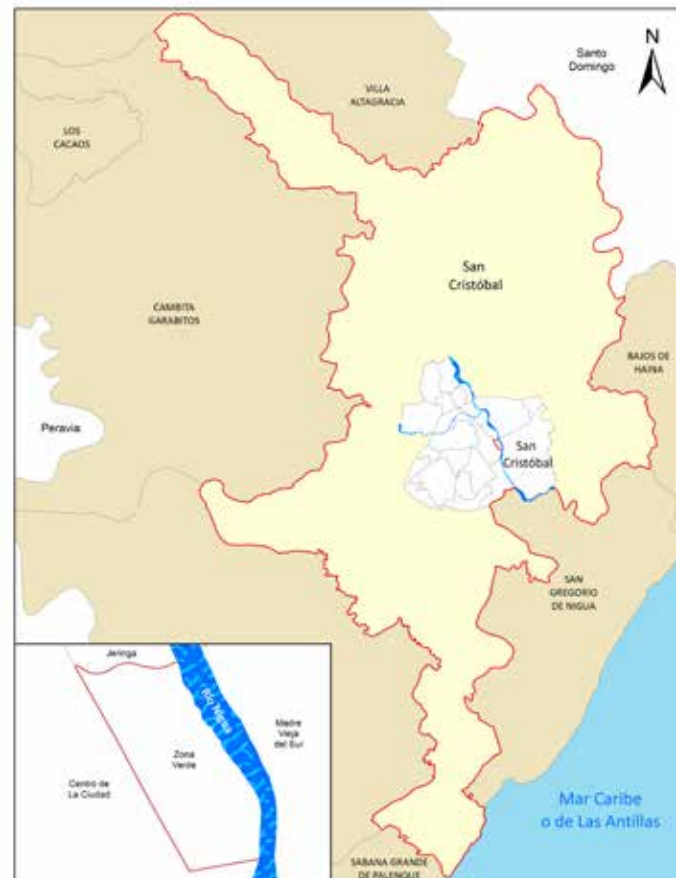 N
Santo
Domingo
VILLA
ALTAGRACIA
LOS
CACAOS
San
Cristóbal
CAMBITA
GARABITOS
BAJOS DE
HAINA
Peravia
San
Cristóbal
SAN
GREGORIO
DE NIGUA
Jeringa
Río Nigua
Madre
Vieja
del Sur
Zona
Verde
Centro de
La Ciudad
Mar Caribe
o de Las Antillas
SABANA GRANDE
DE PALENQUE